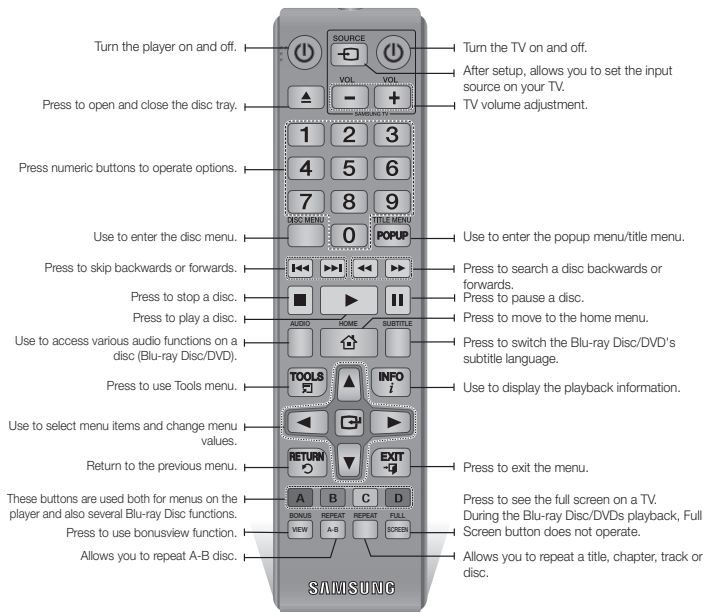 Turn the player on and off.
SOURCE
Turn the TV on and off.
After setup, allows you to set the input
source on your TV.
VOL
VOL
Press to open and close the disc tray.
–
+
TV volume adjustment.
SAMSUNG TV
1 2 3
Press numeric buttons to operate options.
4 5 6
7 8 9
DISC MENU
TITLE MENU
Use to enter the disc menu.
0
POPUP
Use to enter the popup menu/title menu.
Press to skip backwards or forwards.
Press to search a disc backwards or
forwards.
Press to stop a disc.
Press to pause a disc.
Press to play a disc.
Press to move to the home menu.
AUDIO
HOME
SUBTITLE
Use to access various audio functions on a
disc (Blu-ray Disc/DVD).
Press to switch the Blu-ray Disc/DVD's
subtitle language.
TOOLS
INFO
i
Press to use Tools menu.
Use to display the playback information.
Use to select menu items and change menu
values.
RETURN
EXIT
Return to the previous menu.
Press to exit the menu.
These buttons are used both for menus on the
player and also several Blu-ray Disc functions.
A B C D
Press to see the full screen on a TV.
During the Blu-ray Disc/DVDs playback, Full
Screen button does not operate.
BONUS
REPEAT
REPEAT
FULL
Press to use bonusview function.
VIEW
A-B
SCREEN
Allows you to repeat A-B disc.
Allows you to repeat a title, chapter, track or
disc.
SAMSUNG